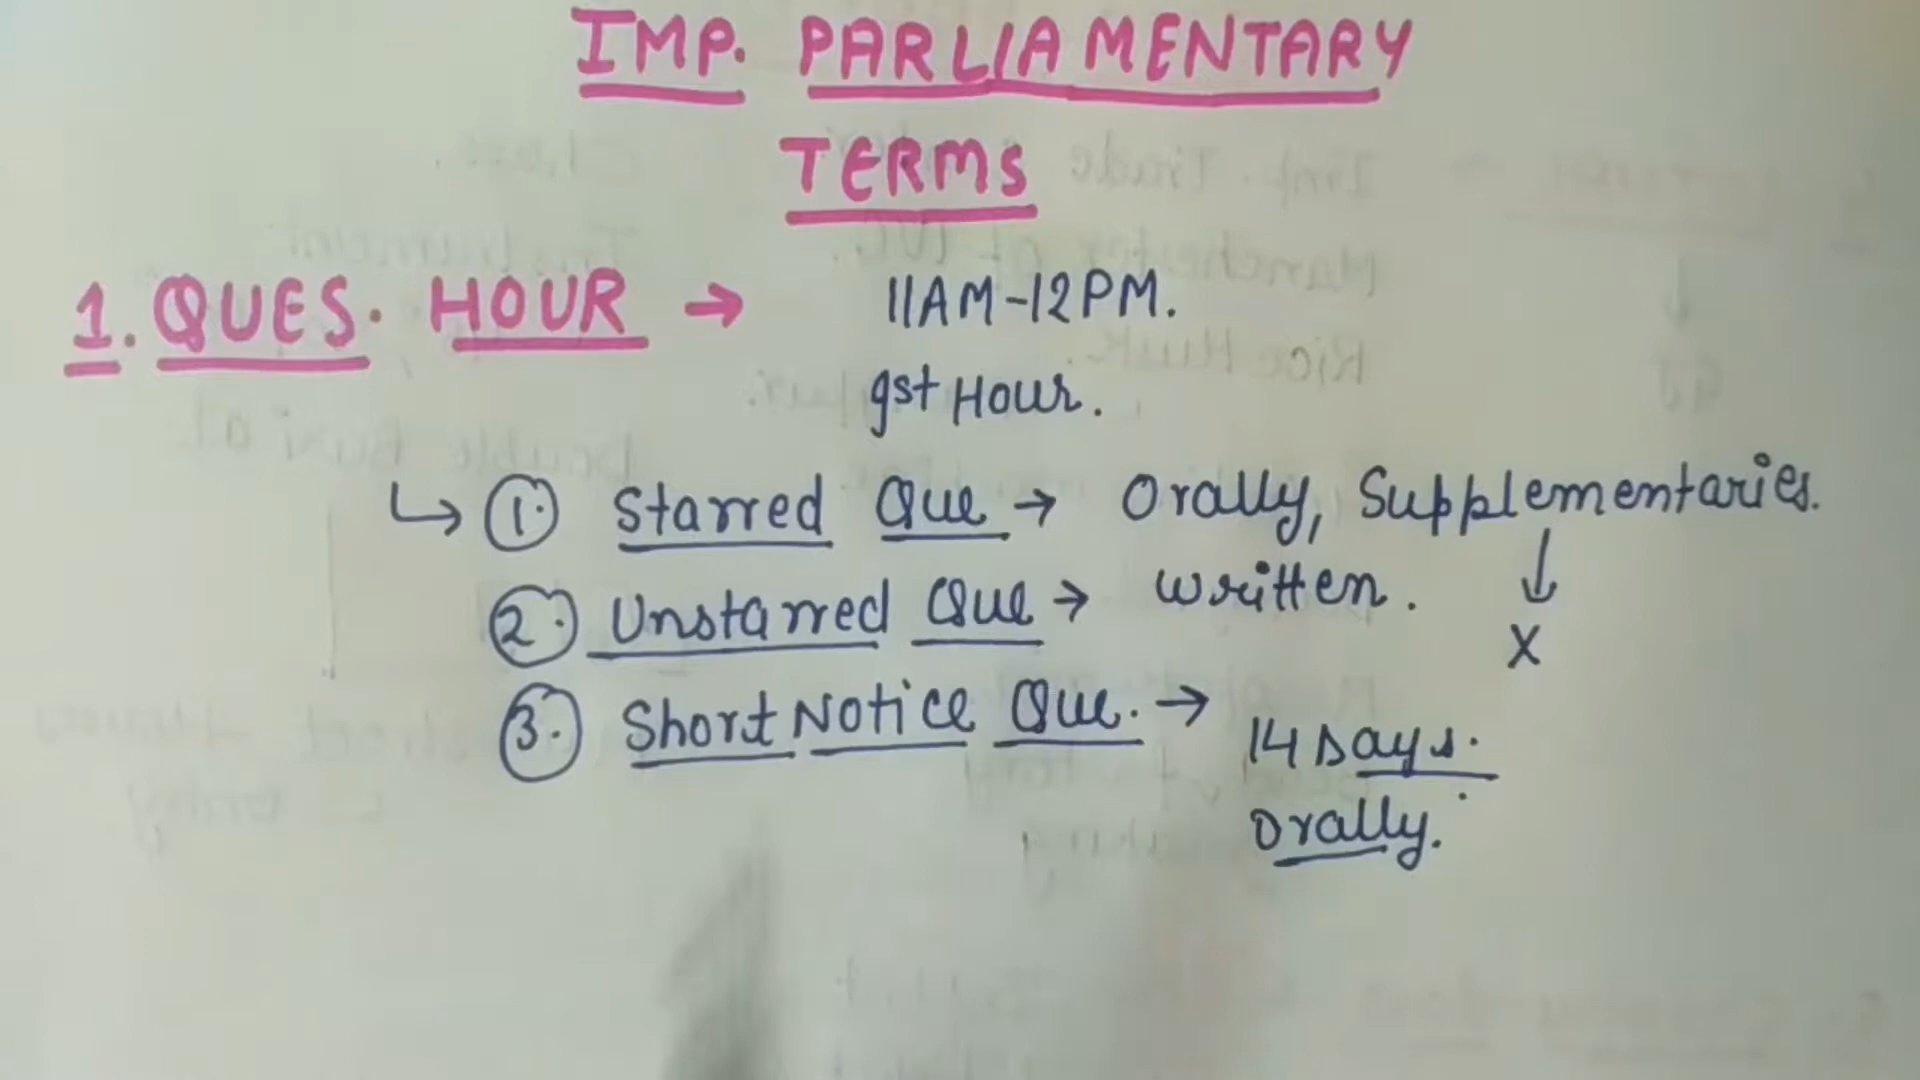 IMP. PARLIAMENTARY
TERMS
1. QUES. HOUR → 11AM-12PM.
gst Hour.
↳ ①. Starred Que → Orally, Supplementaries.
↓
②. Unstarred Que → written.
X
③. Short Notice Que. → 14 Days.
orally.